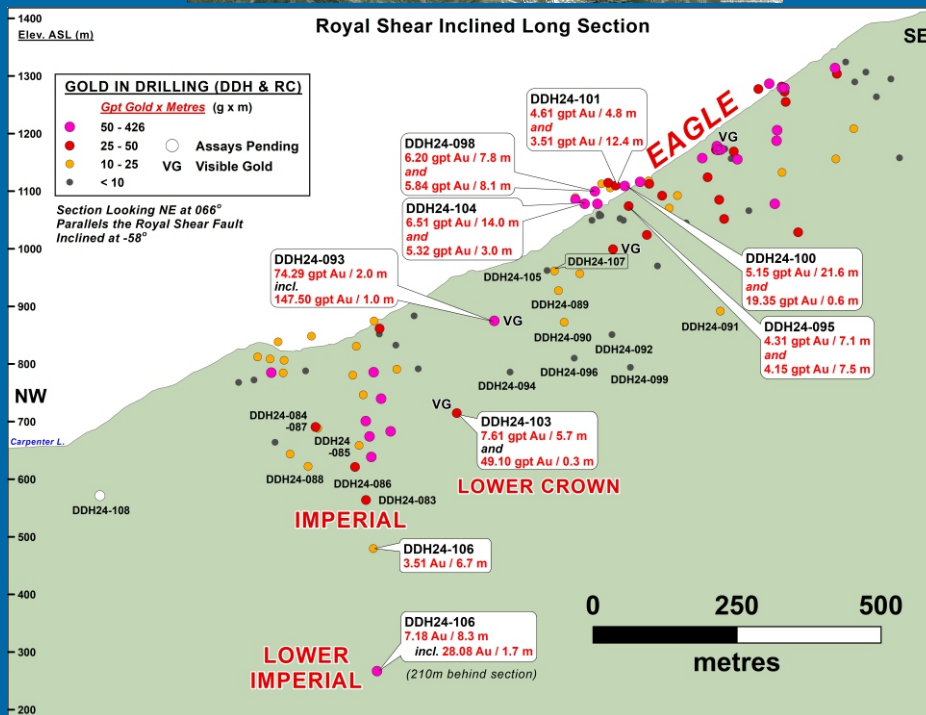 Royal Shear Inclined Long Section
SE
1400
Elev. ASL (m)
1300
1200
1100
1000
900
800
700
600
500
400
300
200
GOLD IN DRILLING (DDH & RC)
Gpt Gold x Metres (g x m)
50 - 426
25 - 50
10 - 25
< 10
Assays Pending
VG Visible Gold
Section Looking NE at 066°
Parallels the Royal Shear Fault
Inclined at -58°
DDH24-101
4.61 gpt Au / 4.8 m
and
3.51 gpt Au / 12.4 m
EAGLE
VG
DDH24-098
6.20 gpt Au / 7.8 m
and
5.84 gpt Au / 8.1 m
DDH24-104
6.51 gpt Au / 14.0 m
and
5.32 gpt Au / 3.0 m
DDH24-093
74.29 gpt Au / 2.0 m
incl.
147.50 gpt Au / 1.0 m
VG
VG
DDH24-100
5.15 gpt Au / 21.6 m
and
19.35 gpt Au / 0.6 m
DDH24-095
4.31 gpt Au / 7.1 m
and
4.15 gpt Au / 7.5 m
DDH24-107
DDH24-105
DDH24-089
DDH24-090
DDH24-091
DDH24-092
DDH24-096
DDH24-094
DDH24-099
NW
Carpenter L.
VG
DDH24-103
7.61 gpt Au / 5.7 m
and
49.10 gpt Au / 0.3 m
LOWER CROWN
DDH24-084
-087
DDH24
-085
DDH24-088
DDH24-086
DDH24-083
DDH24-108
IMPERIAL
DDH24-106
3.51 Au / 6.7 m
DDH24-106
7.18 Au / 8.3 m
incl. 28.08 Au / 1.7 m
(210m behind section)
LOWER
IMPERIAL
0 250 500
metres